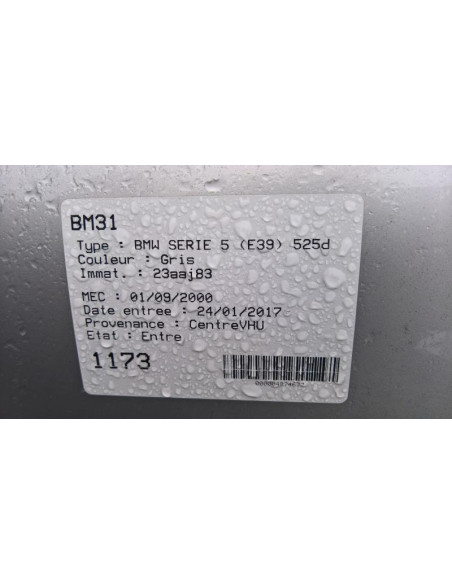 BM31
Type : BMW SERIE 5 (E39) 525d
Couleur : Gris
Immat. : 23aaj83
MEC : 01/09/2000
Date entree : 24/01/2017
Provenance : CentreVHU
Etat : Entre
1173